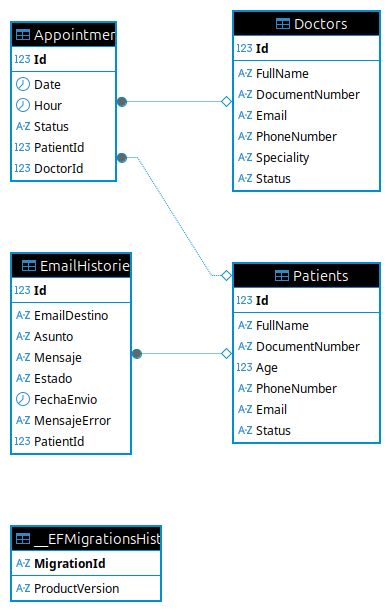 Appointmen
123 Id
Date
Hour
A-Z Status
123 PatientId
123 DoctorId
Doctors
123 Id
A-Z FullName
A-Z DocumentNumber
A-Z Email
A-Z PhoneNumber
A-Z Speciality
A-Z Status
EmailHistorie
123 Id
A-Z EmailDestino
A-Z Asunto
A-Z Mensaje
A-Z Estado
FechaEnvio
A-Z MensajeError
123 PatientId
Patients
123 Id
A-Z FullName
A-Z DocumentNumber
123 Age
A-Z PhoneNumber
A-Z Email
A-Z Status
__EFMigrationsHist
A-Z MigrationId
A-Z ProductVersion